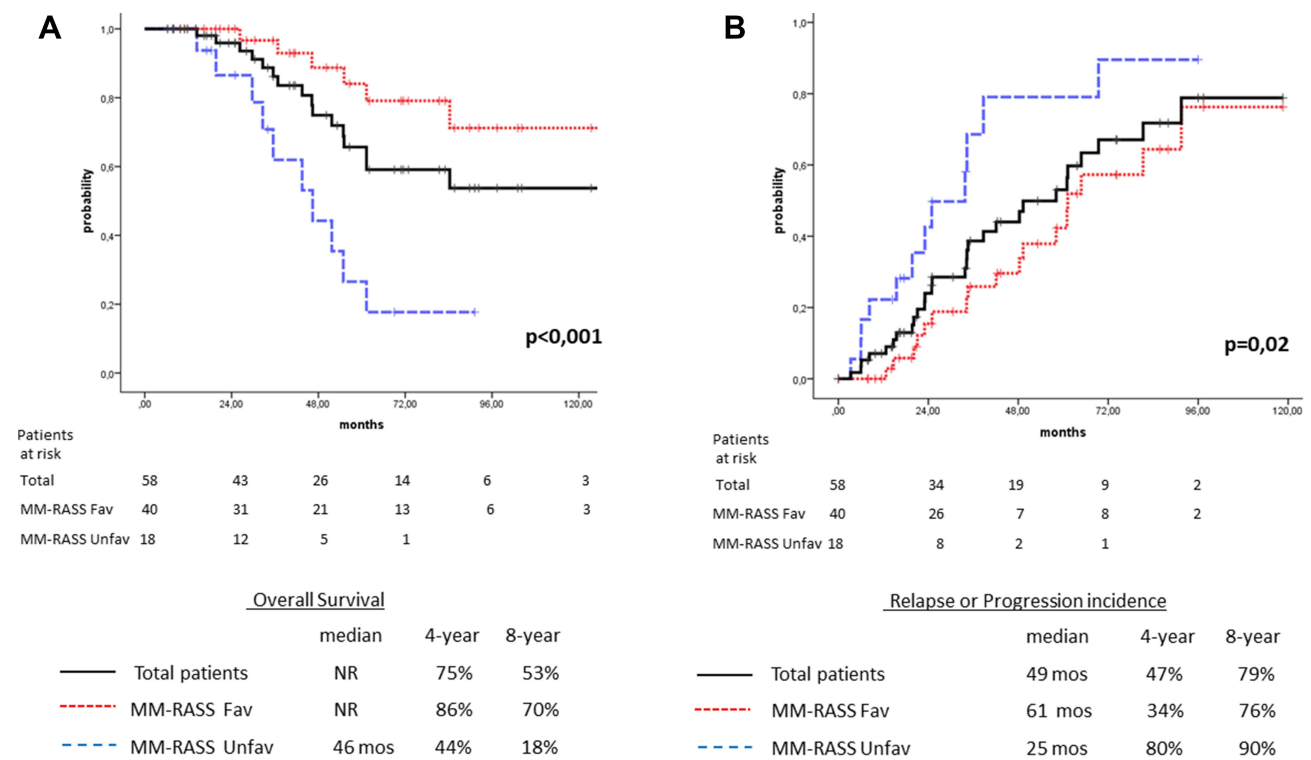 A
1,0
0,8
0,6
0,4
0,2
0,0
probability
p<0,001
,00 24,00 48,00 72,00 96,00 120,00
months
Patients
at risk
Total 58 43 26 14 6 3
MM-RASS Fav 40 31 21 13 6 3
MM-RASS Unfav 18 12 5 1
Overall Survival
median 4-year 8-year
Total patients NR 75% 53%
MM-RASS Fav NR 86% 70%
MM-RASS Unfav 46 mos 44% 18%
B
1,0
0,8
0,6
0,4
0,2
0,0
probability
p=0,02
,00 24,00 48,00 72,00 96,00 120,00
months
Patients
at risk
Total 58 34 19 9 2
MM-RASS Fav 40 26 7 8 2
MM-RASS Unfav 18 8 2 1
Relapse or Progression incidence
median 4-year 8-year
Total patients 49 mos 47% 79%
MM-RASS Fav 61 mos 34% 76%
MM-RASS Unfav 25 mos 80% 90%